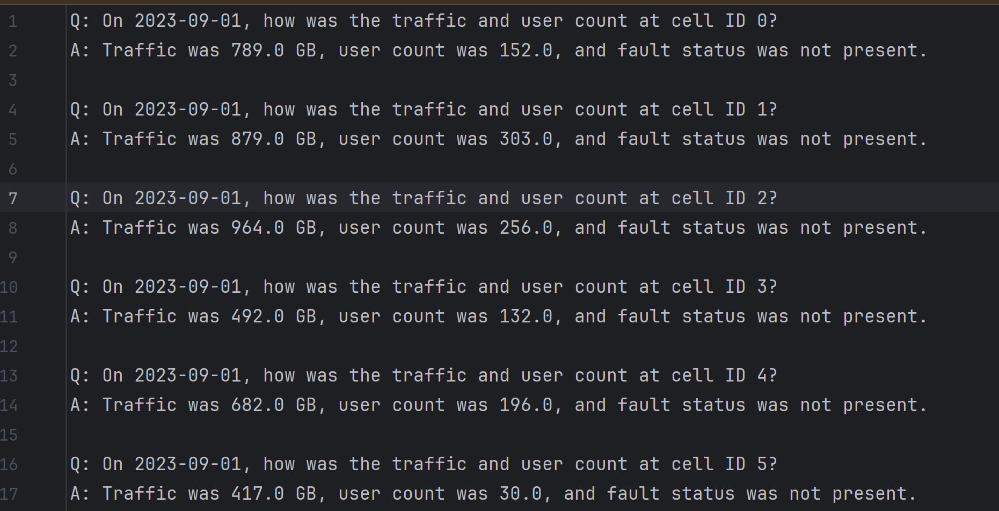 1 Q: On 2023-09-01, how was the traffic and user count at cell ID 0?
2 A: Traffic was 789.0 GB, user count was 152.0, and fault status was not present.
3
4 Q: On 2023-09-01, how was the traffic and user count at cell ID 1?
5 A: Traffic was 879.0 GB, user count was 303.0, and fault status was not present.
6
7 Q: On 2023-09-01, how was the traffic and user count at cell ID 2?
8 A: Traffic was 964.0 GB, user count was 256.0, and fault status was not present.
9
10 Q: On 2023-09-01, how was the traffic and user count at cell ID 3?
11 A: Traffic was 492.0 GB, user count was 132.0, and fault status was not present.
12
13 Q: On 2023-09-01, how was the traffic and user count at cell ID 4?
14 A: Traffic was 682.0 GB, user count was 196.0, and fault status was not present.
15
16 Q: On 2023-09-01, how was the traffic and user count at cell ID 5?
17 A: Traffic was 417.0 GB, user count was 30.0, and fault status was not present.